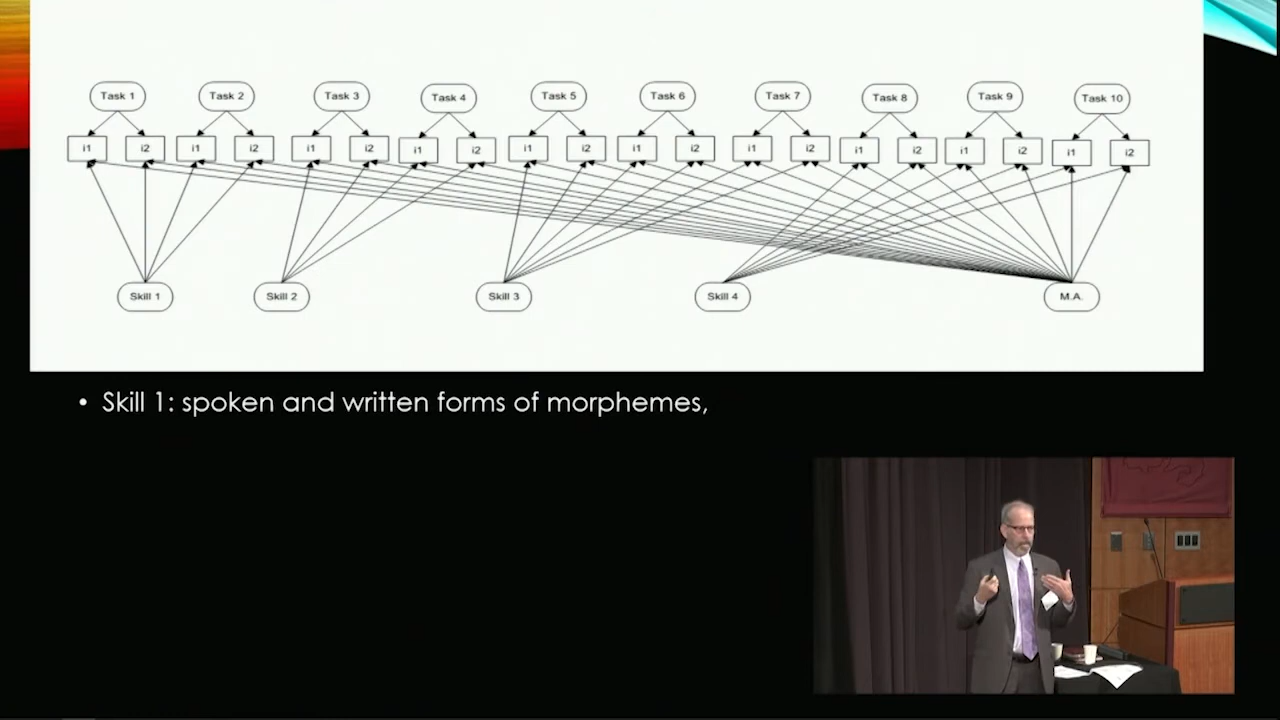 Task 1 Task 2 Task 3 Task 4 Task 5 Task 6 Task 7 Task 8 Task 9 Task 10
i1 i2 i1 i2 i1 i2 i1 i2 i1 i2 i1 i2 i1 i2 i1 i2 i1 i2 i1 i2
Skill 1 Skill 2 Skill 3 Skill 4 M.A.
• Skill 1: spoken and written forms of morphemes,